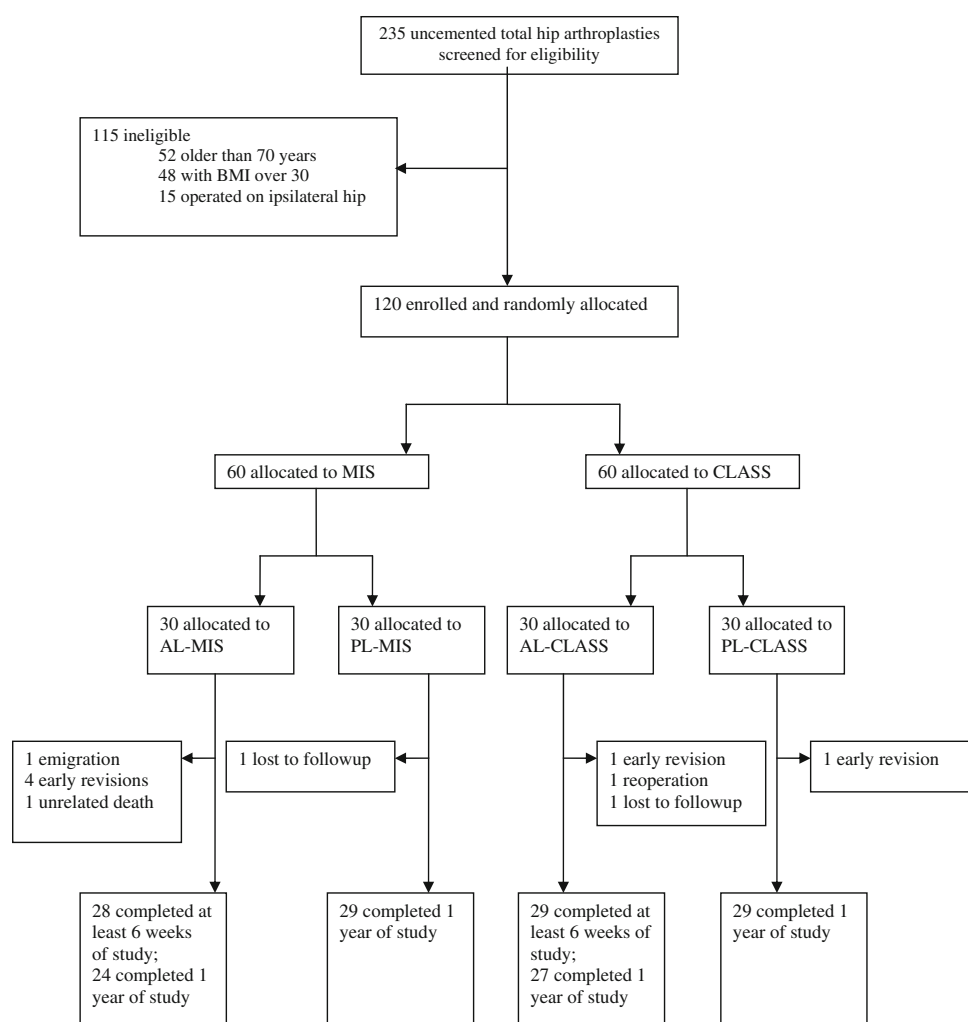 235 uncemented total hip arthroplasties
screened for eligibility
115 ineligible
52 older than 70 years
48 with BMI over 30
15 operated on ipsilateral hip
120 enrolled and randomly allocated
60 allocated to MIS
60 allocated to CLASS
30 allocated to
AL-MIS
30 allocated to
PL-MIS
30 allocated to
AL-CLASS
30 allocated to
PL-CLASS
1 emigration
4 early revisions
1 unrelated death
1 lost to followup
1 early revision
1 reoperation
1 lost to followup
1 early revision
28 completed at
least 6 weeks
of study;
24 completed 1
year of study
29 completed 1
year of study
29 completed at
least 6 weeks of
study;
27 completed 1
year of study
29 completed 1
year of study